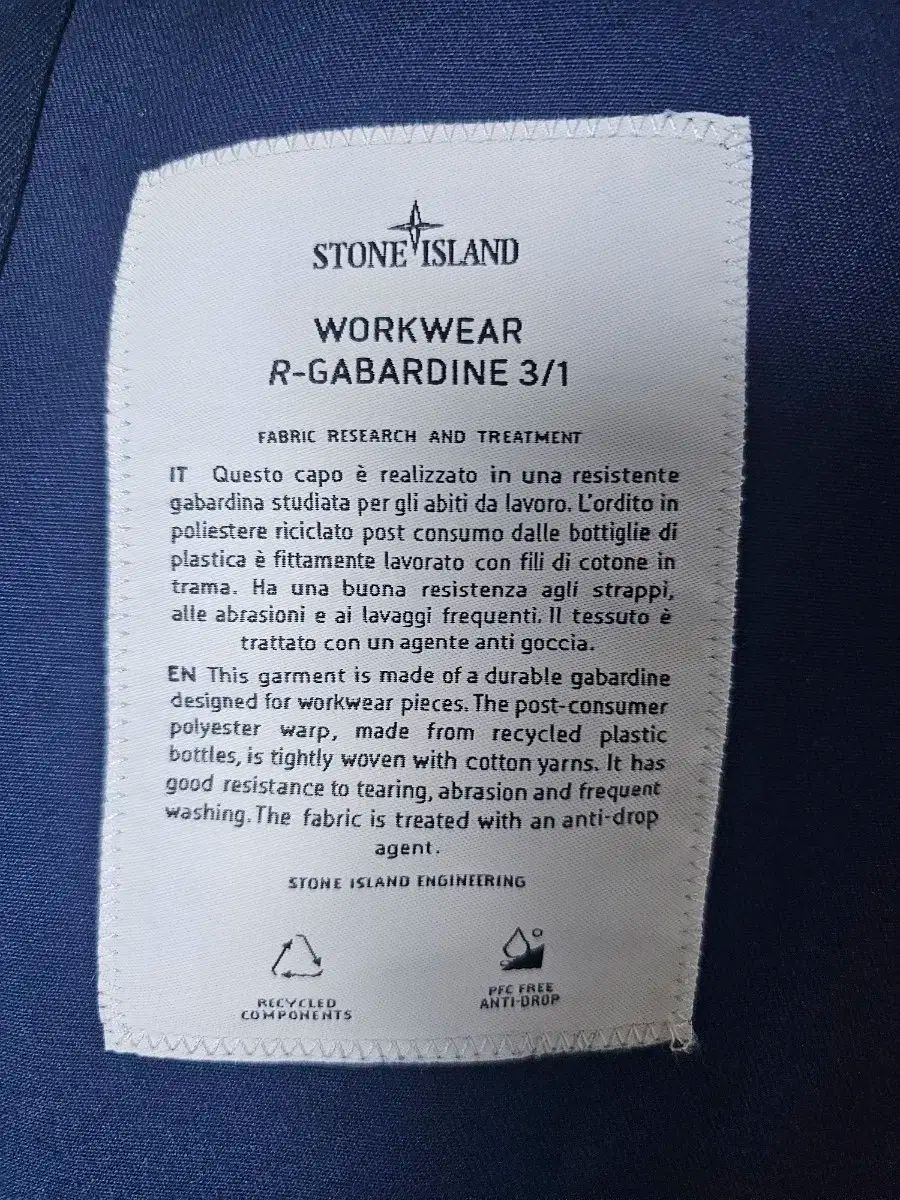 STONE ISLAND
WORKWEAR
R-GABARDINE 3/1
FABRIC RESEARCH AND TREATMENT
IT Questo capo è realizzato in una resistente
gabardina studiata per gli abiti da lavoro. L'ordito in
poliestere riciclato post consumo dalle bottiglie di
plastica è fittamente lavorato con fili di cotone in
trama. Ha una buona resistenza agli strappi,
alle abrasioni e ai lavaggi frequenti. Il tessuto è
trattato con un agente anti goccia.
EN This garment is made of a durable gabardine
designed for workwear pieces. The post-consumer
polyester warp, made from recycled plastic
bottles, is tightly woven with cotton yarns. It has
good resistance to tearing, abrasion and frequent
washing. The fabric is treated with an anti-drop
agent.
STONE ISLAND ENGINEERING
RECYCLED
COMPONENTS
PFC FREE
ANTI-DROP